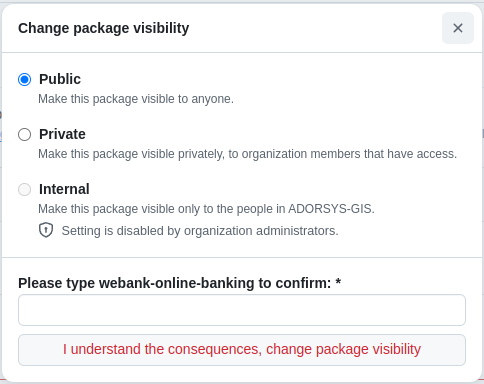 Change package visibility
Public
Make this package visible to anyone.
Private
Make this package visible privately, to organization members that have access.
Internal
Make this package visible only to the people in ADORSYS-GIS.
Setting is disabled by organization administrators.
Please type webank-online-banking to confirm: *
I understand the consequences, change package visibility